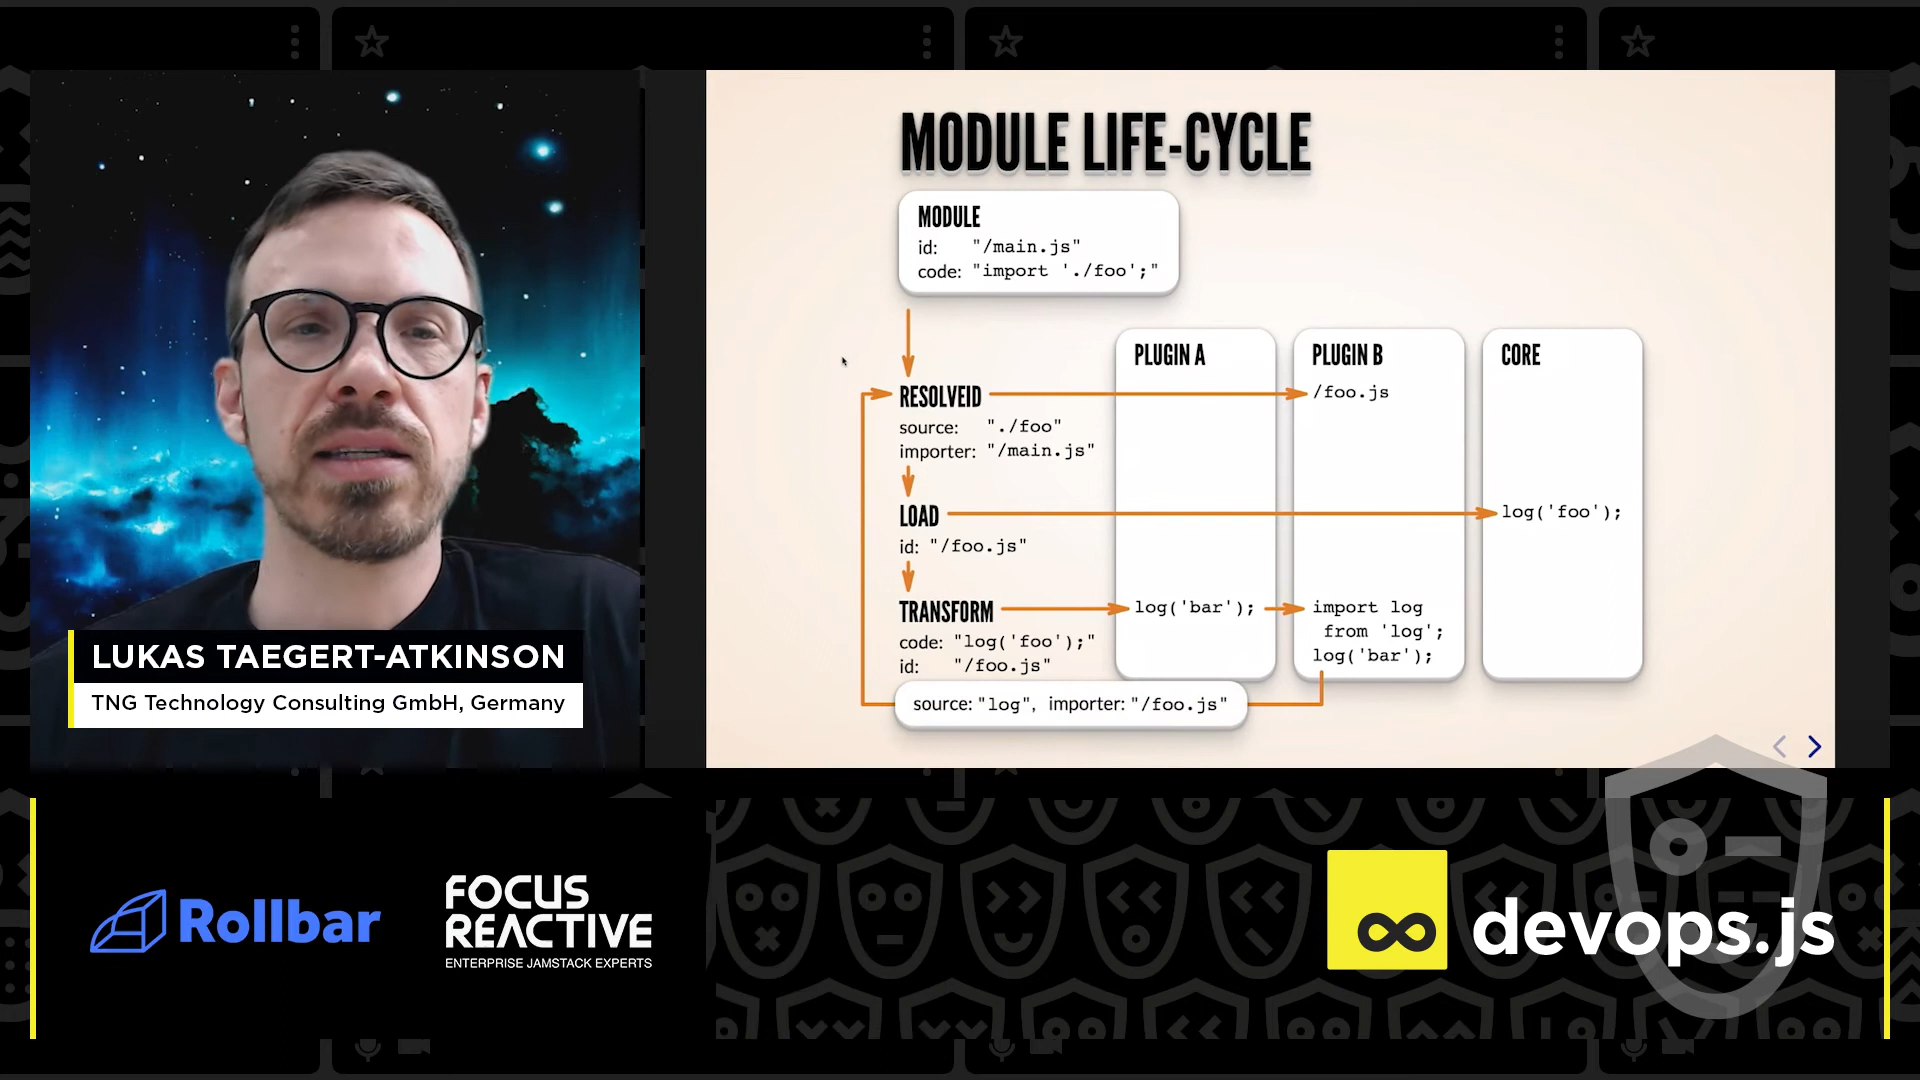 MODULE LIFE-CYCLE
MODULE
id: "/main.js"
code: "import './foo';"
PLUGIN A
PLUGIN B
CORE
RESOLVEID
/foo.js
source: "./foo"
importer: "/main.js"
LOAD
log('foo');
id: "/foo.js"
TRANSFORM
log('bar');
import log
from 'log';
log('bar');
code: "log('foo');"
id: "/foo.js"
source: "log", importer: "/foo.js"
LUKAS TAEGERT-ATKINSON
TNG Technology Consulting GmbH, Germany
Rollbar
FOCUS
REACTIVE
ENTERPRISE JAMSTACK EXPERTS
devops.js